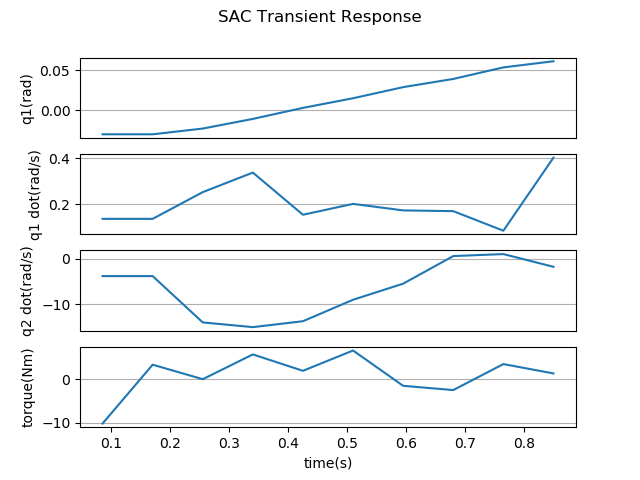 SAC Transient Response
q1(rad)
0.05
0.00
q1 dot(rad/s)
0.4
0.2
q2 dot(rad/s)
0
−10
torque(Nm)
0
−10
0.1 0.2 0.3 0.4 0.5 0.6 0.7 0.8
time(s)